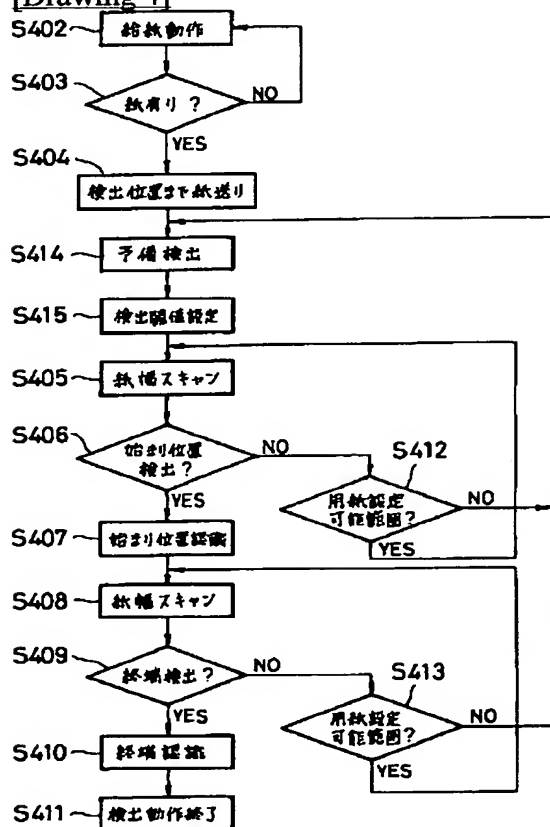 [Drawing 4]
S402
給紙動作
S403
紙有り？
NO
YES
S404
検出位置まで紙送り
S414
予備検出
S415
検出閾値設定
S405
紙幅スキャン
S406
始まり位置
検出？
NO
YES
S412
用紙設定
可能範囲？
NO
YES
S407
始まり位置認識
S408
紙幅スキャン
S409
終端検出？
NO
YES
S413
用紙設定
可能範囲？
NO
YES
S410
終端認識
S411
検出動作終了